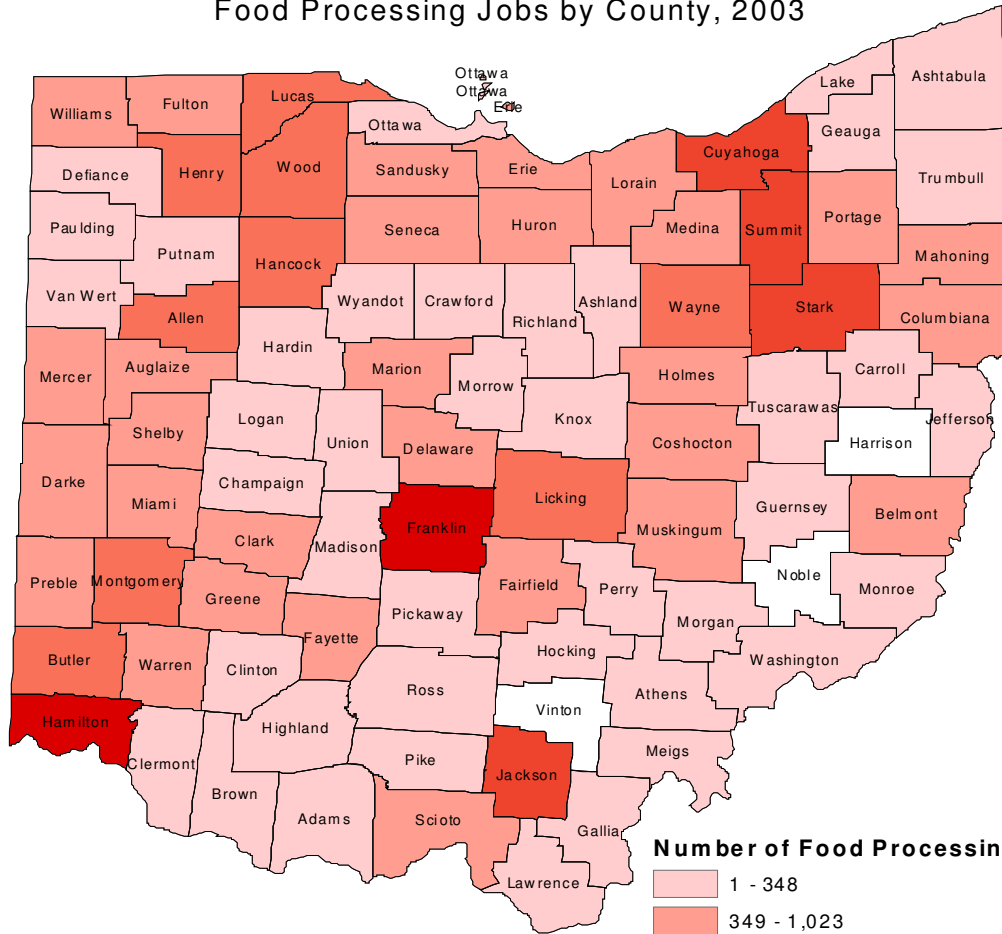 Food Processing Jobs by County, 2003
Ottawa
Ottawa
Erie
Lake
Ashtabula
Williams
Fulton
Lucas
Ottawa
Geauga
Cuyahoga
Defiance
Henry
Wood
Sandusky
Erie
Lorain
Trumbull
Paulding
Putnam
Seneca
Huron
Medina
Summit
Portage
Mahoning
Hancock
Van Wert
Allen
Wyandot
Crawford
Richland
Ashland
Wayne
Stark
Columbiana
Hardin
Mercer
Auglaize
Marion
Morrow
Holmes
Carroll
Logan
Union
Knox
Tuscarawas
Jefferson
Shelby
Delaware
Coshocton
Harrison
Darke
Champaign
Miami
Licking
Guernsey
Belmont
Franklin
Muskingum
Clark
Madison
Preble
Montgomery
Greene
Fairfield
Perry
Noble
Monroe
Pickaway
Morgan
Fayette
Butler
Warren
Clinton
Hocking
Washington
Ross
Athens
Vinton
Hamilton
Highland
Clermont
Pike
Jackson
Meigs
Brown
Adams
Scioto
Gallia
Lawrence
Number of Food Processin
1 - 348
349 - 1,023